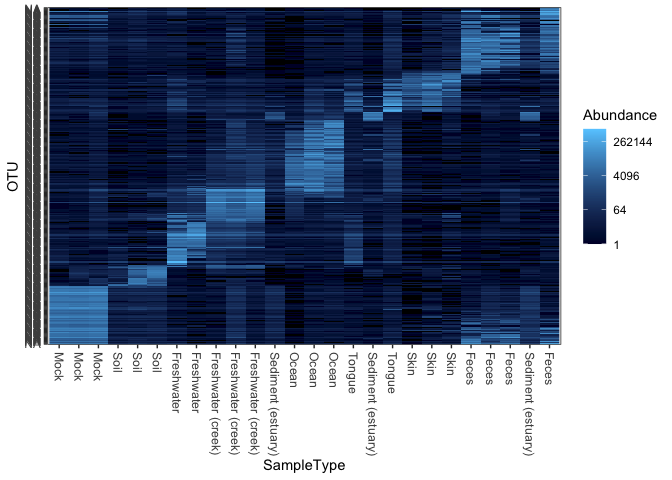 OTU
Abundance
262144
4096
64
1
Mock
Mock
Mock
Soil
Soil
Soil
Freshwater
Freshwater
Freshwater (creek)
Freshwater (creek)
Freshwater (creek)
Sediment (estuary)
Ocean
Ocean
Ocean
Tongue
Sediment (estuary)
Tongue
Skin
Skin
Skin
Feces
Feces
Feces
Sediment (estuary)
Feces
SampleType